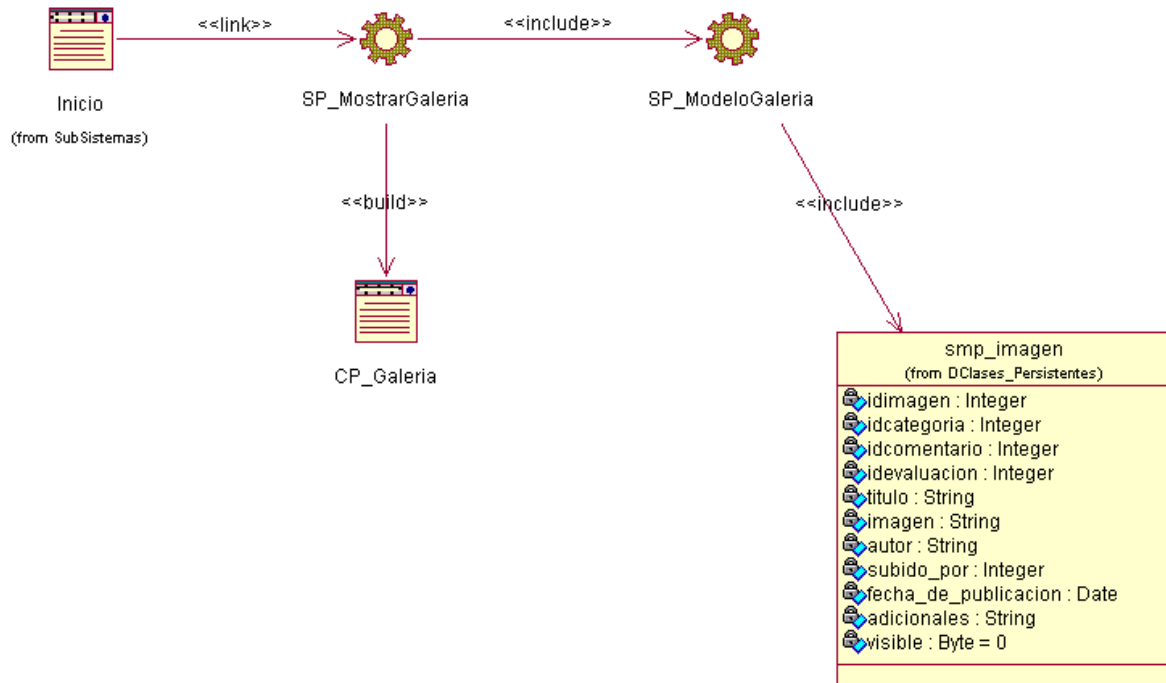 <<link>>
<<include>>
Inicio
(from SubSistemas)
SP_MostrarGaleria
SP_ModeloGaleria
<<build>>
<<include>>
CP_Galeria
smp_imagen
(from DClases_Persistentes)
idimagen : Integer
idcategoria : Integer
idcomentario : Integer
idevaluacion : Integer
titulo : String
imagen : String
autor : String
subido_por : Integer
fecha_de_publicacion : Date
adicionales : String
visible : Byte = 0